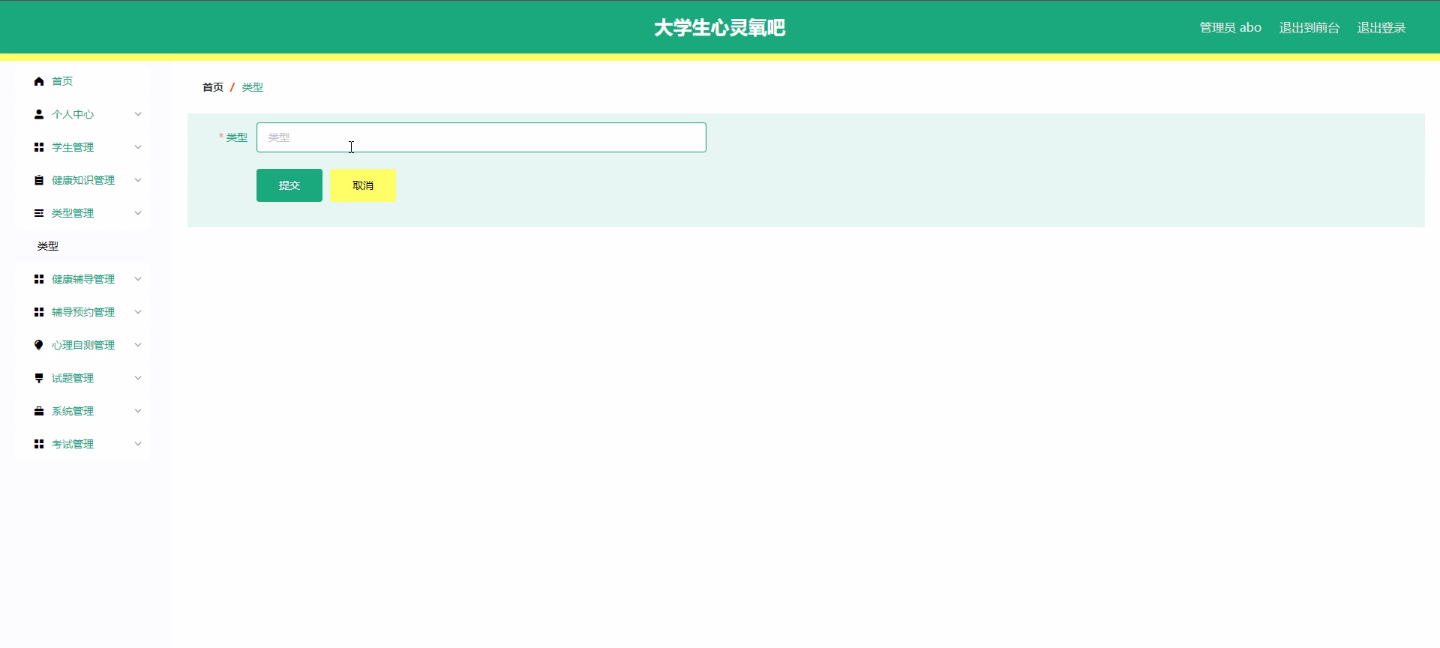 大学生心灵氧吧
管理员 abo 退出到前台 退出登录
首页
个人中心
学生管理
健康知识管理
类型管理
类型
健康辅导管理
辅导预约管理
心理自测管理
试题管理
系统管理
考试管理
首页 / 类型
* 类型 类型
提交 取消